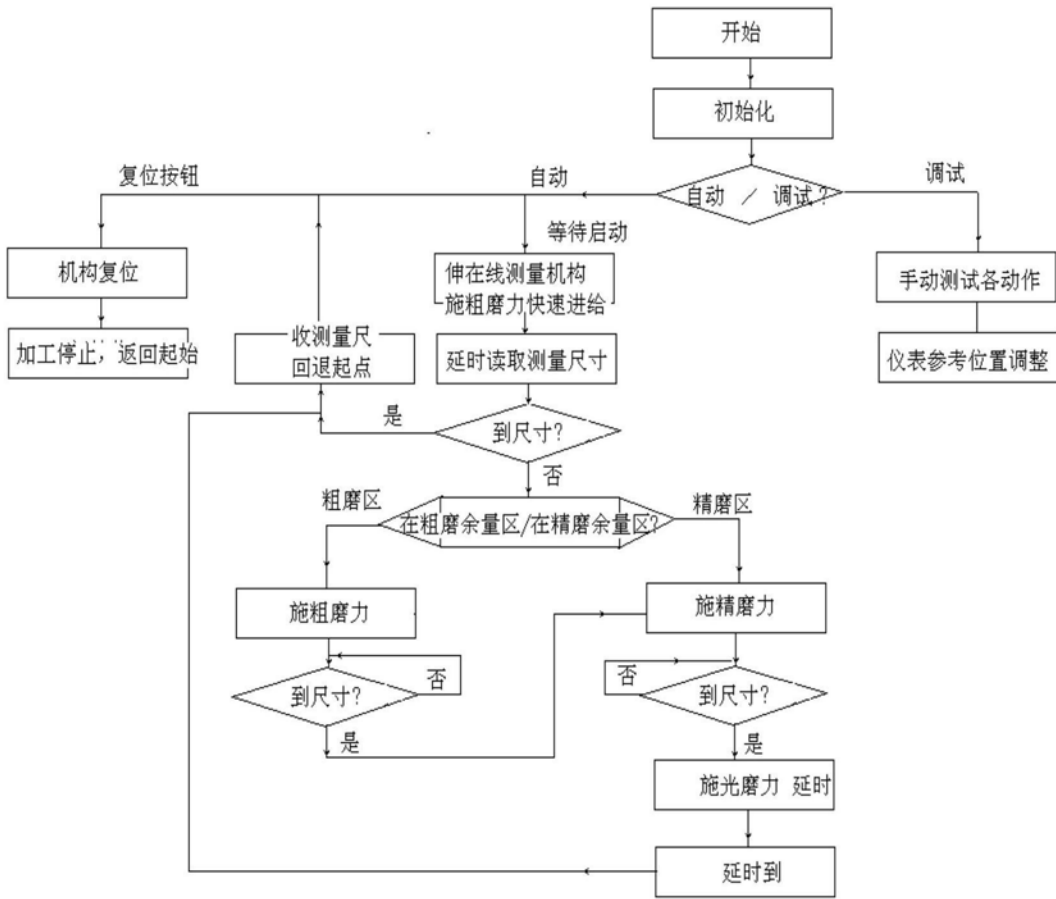 开始
初始化
复位按钮
自动
自动 / 调试?
调试
等待启动
机构复位
伸在线测量机构
施粗磨力快速进给
手动测试各动作
加工停止，返回起始
收测量尺
回退起点
延时读取测量尺寸
仪表参考位置调整
是
到尺寸?
否
粗磨区
在粗磨余量区/在精磨余量区?
精磨区
施粗磨力
施精磨力
到尺寸?
否
否
到尺寸?
是
是
施光磨力 延时
延时到